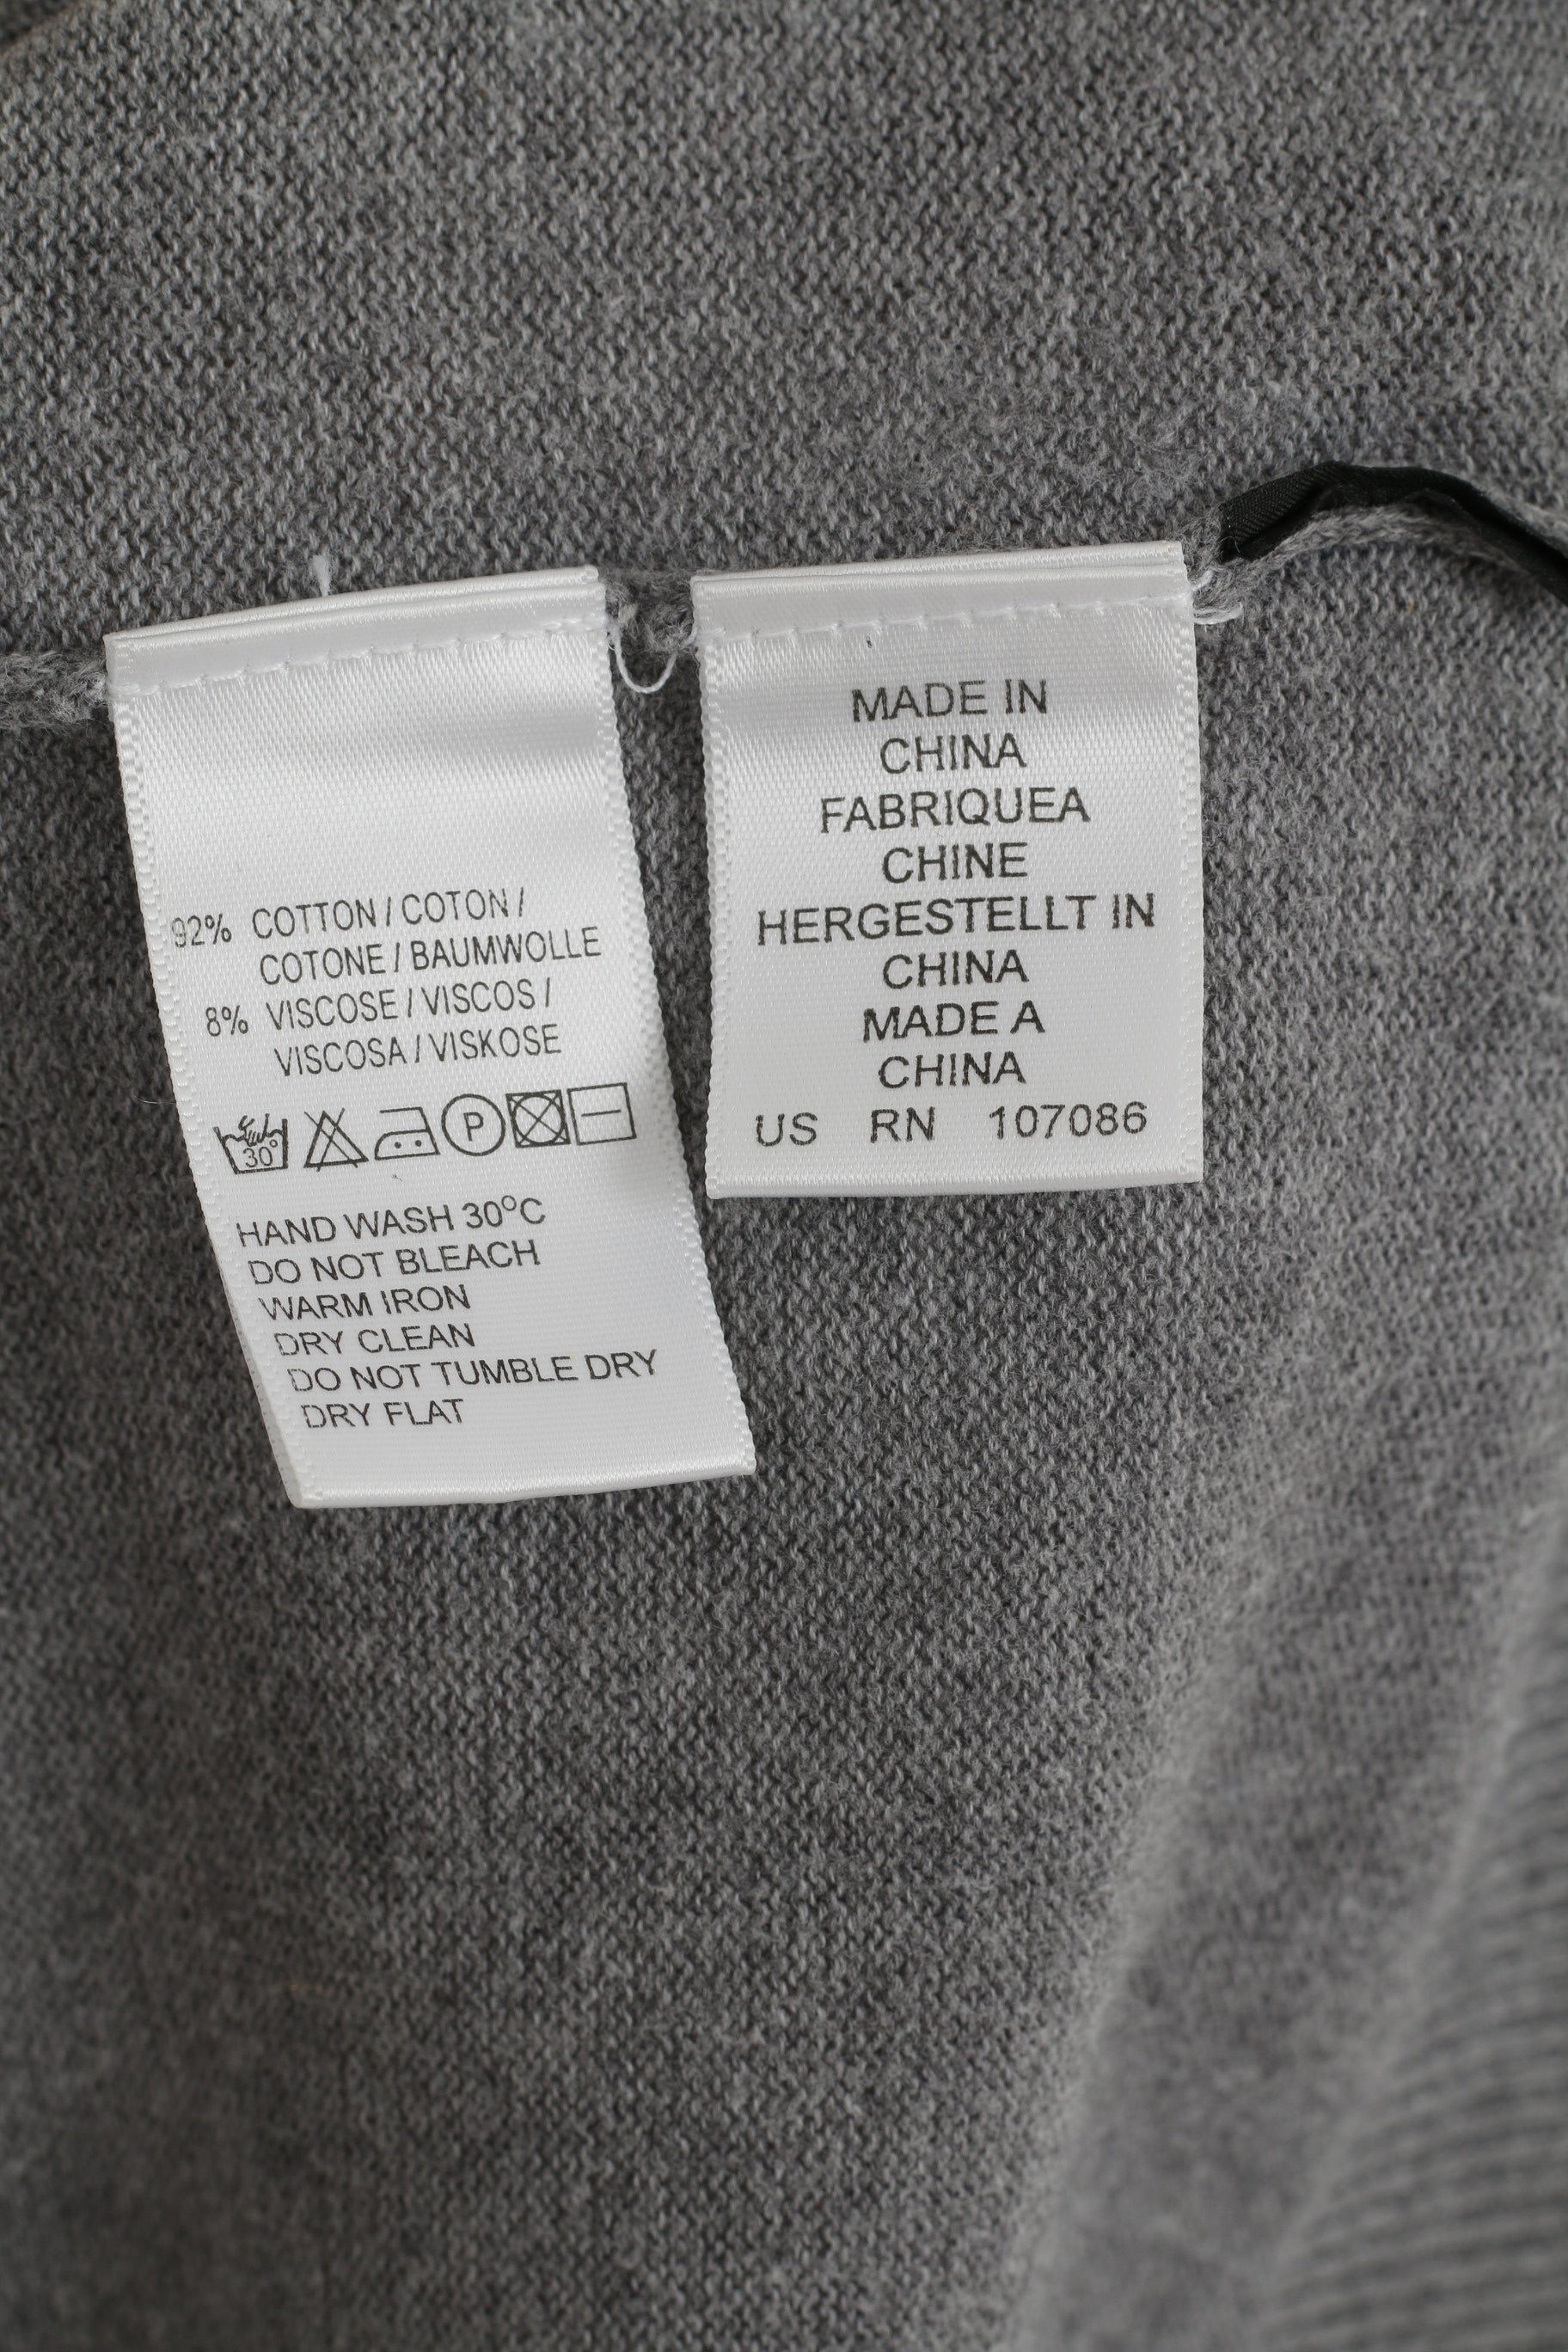 92% COTTON / COTON /
COTONE / BAUMWOLLE
8% VISCOSE / VISCOS /
VISCOSA / VISKOSE
30° P
HAND WASH 30°C
DO NOT BLEACH
WARM IRON
DRY CLEAN
DO NOT TUMBLE DRY
DRY FLAT
MADE IN
CHINA
FABRIQUEA
CHINE
HERGESTELLT IN
CHINA
MADE A
CHINA
US RN 107086